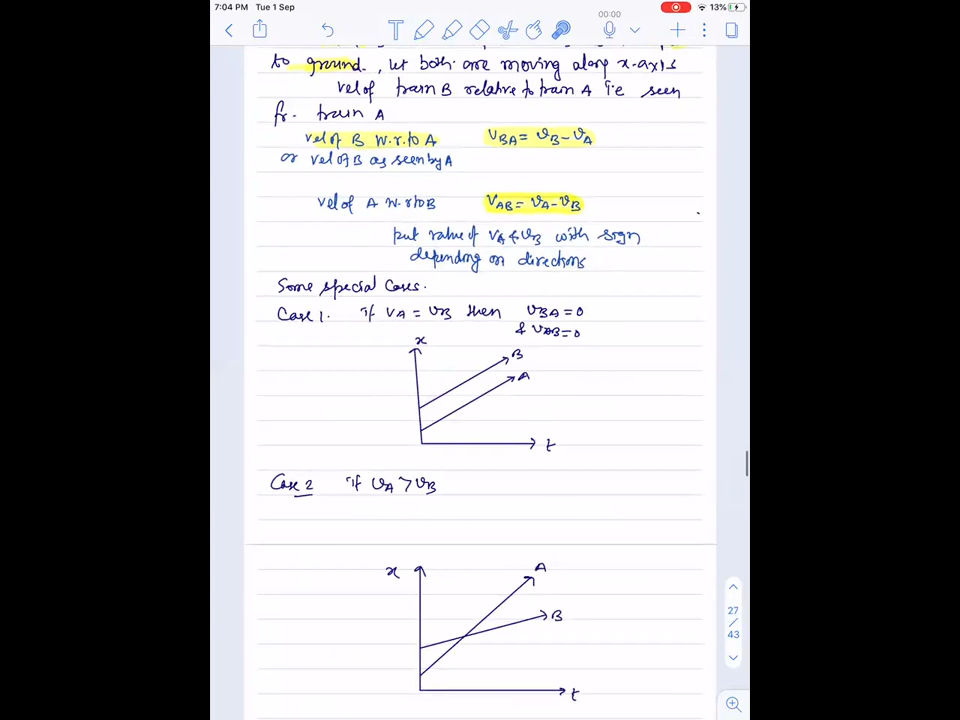 7:04 PM Tue 1 Sep
00:00
13%
to ground. , let both are moving along x-axis
vel of train B relative to train A i.e seen
fr. train A
vel of B w.r.to A VBA = VB - VA
or vel of B as seen by A
vel of A w.r.to B VAB = VA - VB
put value of VA & VB with sign
depending on directions
Some special Cases.
Case 1. if VA = VB then VBA = 0
& VAB = 0
x
B
A
t
Case 2 if VA > VB
x
A
B
t
27
/
43